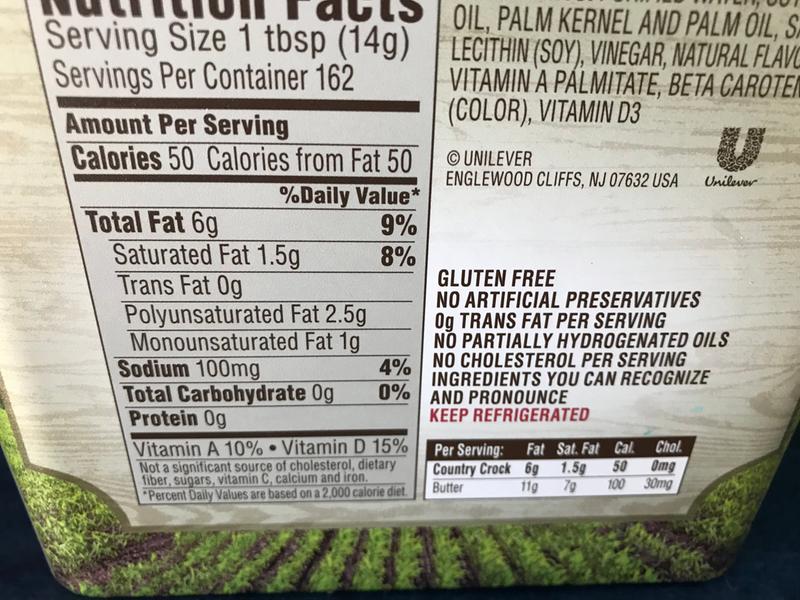 Nutrition Facts
Serving Size 1 tbsp (14g)
Servings Per Container 162
Amount Per Serving
Calories 50 Calories from Fat 50
%Daily Value*
Total Fat 6g 9%
Saturated Fat 1.5g 8%
Trans Fat 0g
Polyunsaturated Fat 2.5g
Monounsaturated Fat 1g
Sodium 100mg 4%
Total Carbohydrate 0g 0%
Protein 0g
Vitamin A 10% • Vitamin D 15%
Not a significant source of cholesterol, dietary
fiber, sugars, vitamin C, calcium and iron.
*Percent Daily Values are based on a 2,000 calorie diet.
WATER,
OIL, PALM KERNEL AND PALM OIL,
LECITHIN (SOY), VINEGAR, NATURAL
VITAMIN A PALMITATE, BETA
(COLOR), VITAMIN D3
© UNILEVER
ENGLEWOOD CLIFFS, NJ 07632 USA
Unilever
GLUTEN FREE
NO ARTIFICIAL PRESERVATIVES
0g TRANS FAT PER SERVING
NO PARTIALLY HYDROGENATED OILS
NO CHOLESTEROL PER SERVING
INGREDIENTS YOU CAN RECOGNIZE
AND PRONOUNCE
KEEP REFRIGERATED
Per Serving: Fat Sat. Fat Cal. Chol.
Country Crock 6g 1.5g 50 0mg
Butter 11g 7g 100 30mg